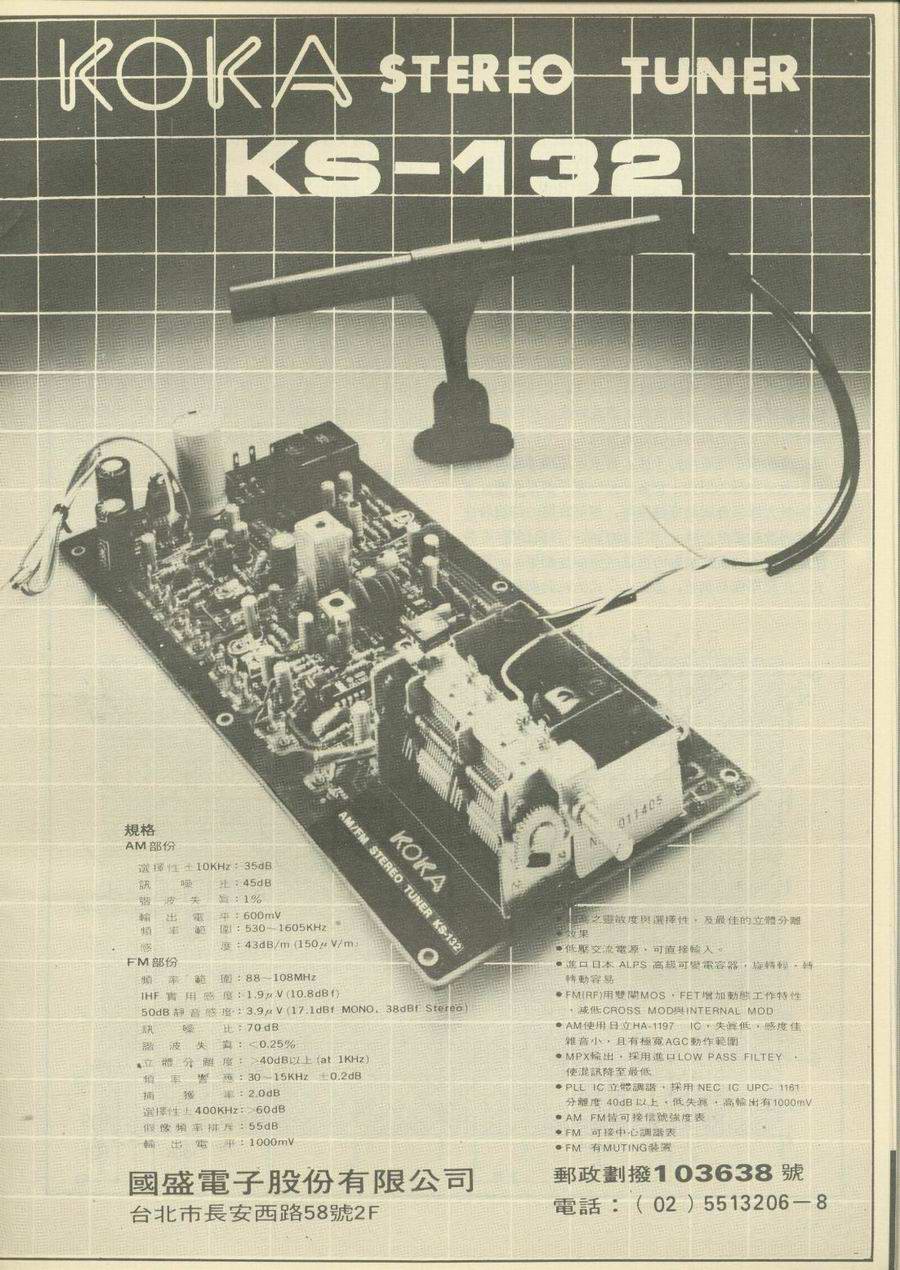 KOKA STEREO TUNER
KS-132
011405
KOKA
AM/FM STEREO TUNER KS-132
規格
AM部份
選擇性±10KHz：35dB
訊噪比：45dB
諧波失真：1%
輸出電平：600mV
頻率範圍：530～1605KHz
感度：43dB/m (150μV/m)
FM部份
頻率範圍：88～108MHz
IHF實用感度：1.9μV (10.8dBf)
50dB靜音感度：3.9μV (17.1dBf MONO, 38dBf Stereo)
訊噪比：70dB
諧波失真：<0.25%
立體分離度：>40dB以上 (at 1KHz)
頻率響應：30～15KHz ±0.2dB
捕獲率：2.0dB
選擇性±400KHz：>60dB
假像頻率排斥：55dB
輸出電平：1000mV
之靈敏度與選擇性，及最佳的立體分離
●效果
●低壓交流電源，可直接輸入。
●進口日本 ALPS 高級可變電容器，旋轉輕，轉
轉動容易
●FM(RF)用雙閘MOS，FET增加動態工作特性
，減低CROSS MOD與INTERNAL MOD
●AM使用日立HA-1197 IC，失真低，感度佳
雜音小，且有極寬AGC動作範圍
●MPX輸出，採用進口LOW PASS FILTEY，
使混訊降至最低
●PLL IC立體調諧，採用 NEC IC UPC-1161
分離度 40dB以上，低失真，高輸出有1000mV
●AM FM皆可接信號強度表
●FM 可接中心調諧表
●FM 有MUTING裝置
國盛電子股份有限公司
台北市長安西路58號2F
郵政劃撥103638號
電話：(02) 5513206－8